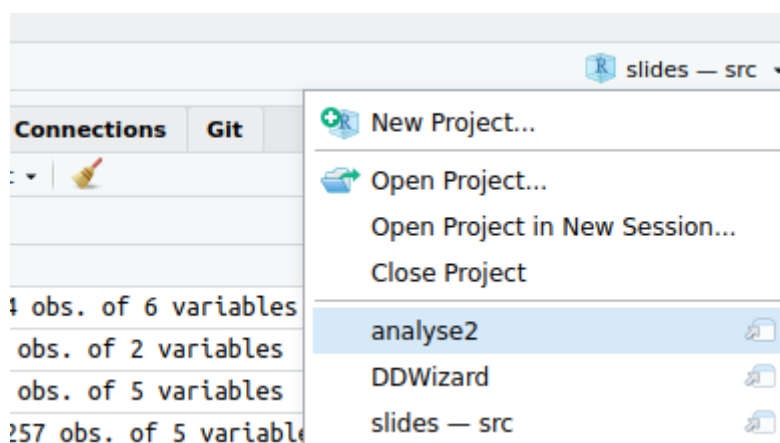 slides — src
Connections Git
New Project...
Open Project...
Open Project in New Session...
Close Project
analyse2
DDWizard
slides — src
4 obs. of 6 variables
obs. of 2 variables
obs. of 5 variables
257 obs. of 5 variable